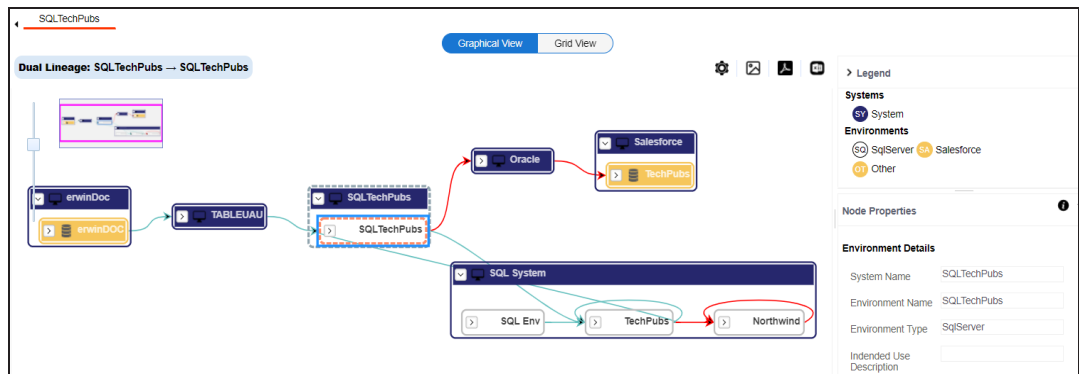 SQLTechPubs
Graphical View
Grid View
Dual Lineage: SQLTechPubs → SQLTechPubs
erwinDoc
erwinDOC
TABLEUAU
SQLTechPubs
SQLTechPubs
Oracle
Salesforce
TechPubs
SQL System
SQL Env
TechPubs
Northwind
Legend
Systems
SY System
Environments
SQ SqlServer SA Salesforce
OT Other
Node Properties
Environment Details
System Name SQLTechPubs
Environment Name SQLTechPubs
Environment Type SqlServer
Indended Use
Description